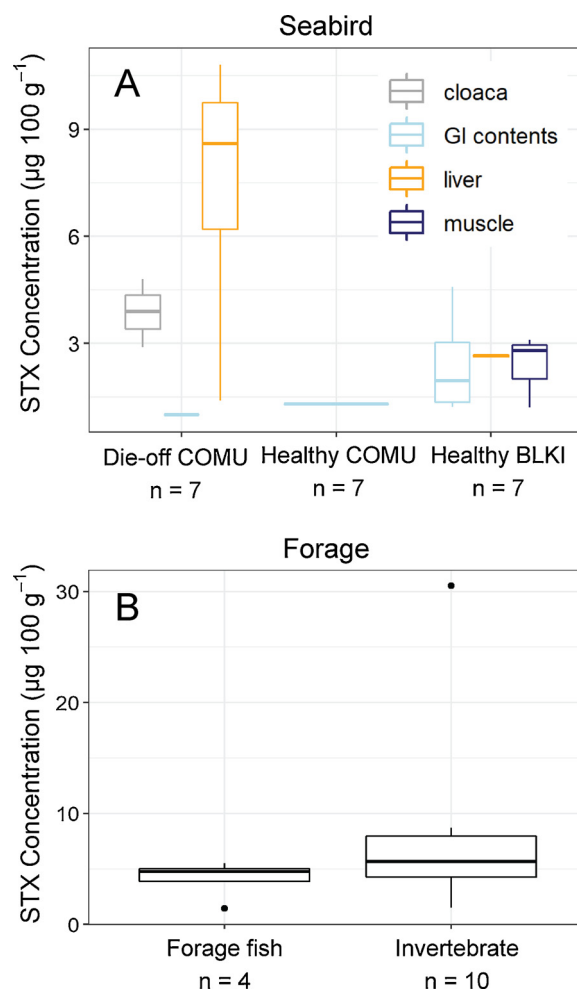 Seabird
A
STX Concentration (µg 100 g⁻¹)
9
6
3
cloaca
GI contents
liver
muscle
Die-off COMU Healthy COMU Healthy BLKI
n = 7 n = 7 n = 7
Forage
B
STX Concentration (µg 100 g⁻¹)
30
20
10
0
Forage fish Invertebrate
n = 4 n = 10